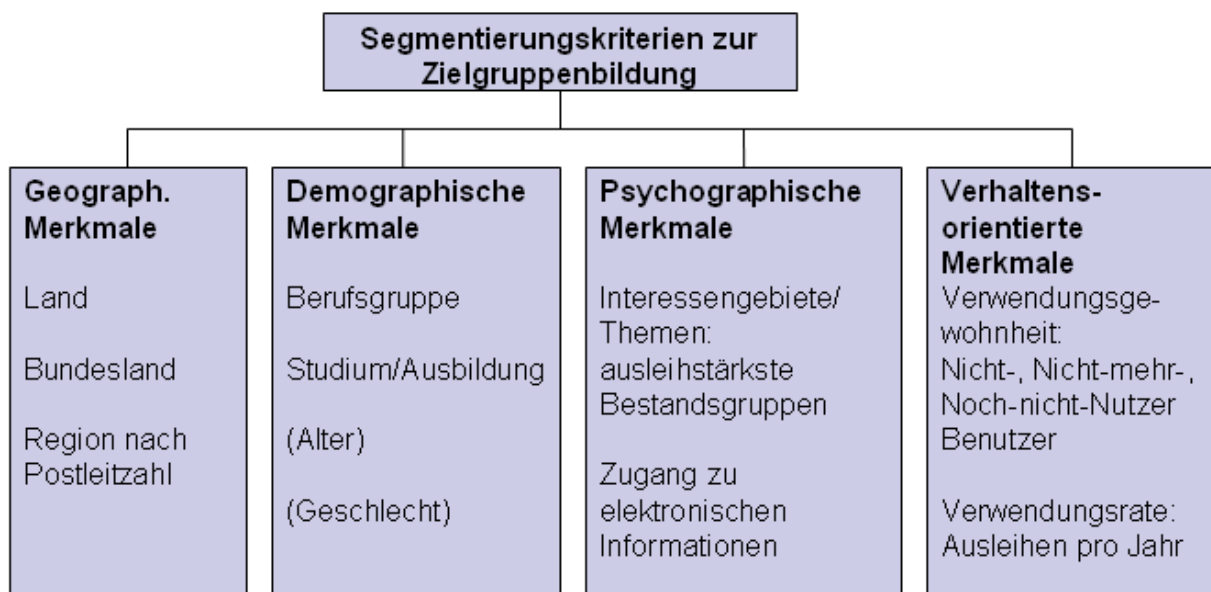 Segmentierungskriterien zur
Zielgruppenbildung
Geograph.
Merkmale
Land
Bundesland
Region nach
Postleitzahl
Demographische
Merkmale
Berufsgruppe
Studium/Ausbildung
(Alter)
(Geschlecht)
Psychographische
Merkmale
Interessengebiete/
Themen:
ausleihstärkste
Bestandsgruppen
Zugang zu
elektronischen
Informationen
Verhaltens-
orientierte
Merkmale
Verwendungsge-
wohnheit:
Nicht-, Nicht-mehr-,
Noch-nicht-Nutzer
Benutzer
Verwendungsrate:
Ausleihen pro Jahr